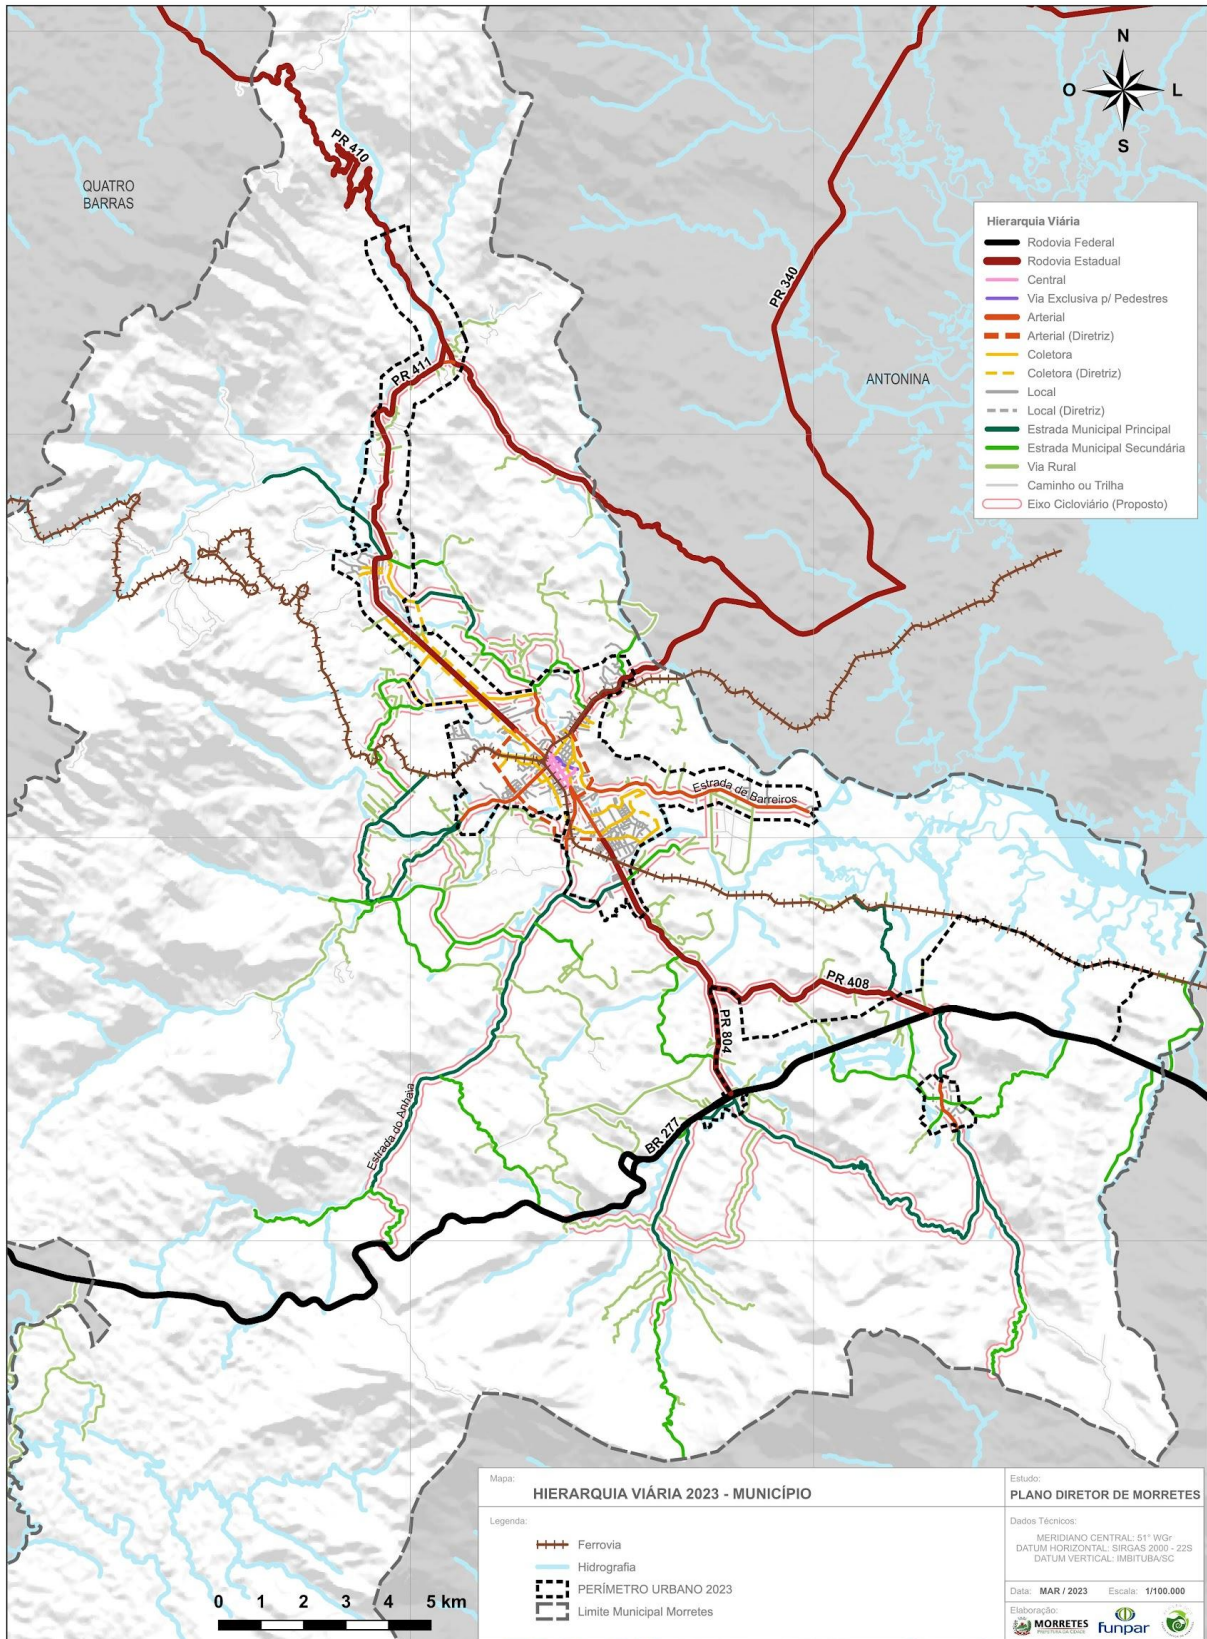 N
O
L
S
PR 410
QUATRO
BARRAS
PR 340
Hierarquia Viária
Rodovia Federal
Rodovia Estadual
Central
Via Exclusiva p/ Pedestres
Arterial
Arterial (Diretriz)
Coletora
Coletora (Diretriz)
Local
Local (Diretriz)
Estrada Municipal Principal
Estrada Municipal Secundária
Via Rural
Caminho ou Trilha
Eixo Cicloviário (Proposto)
PR 411
ANTONINA
Estrada de Barreiros
PR 408
PR 804
Estrada do Anhaia
BR 277
Mapa:
HIERARQUIA VIÁRIA 2023 - MUNICÍPIO
Legenda:
Ferrovia
Hidrografia
PERÍMETRO URBANO 2023
Limite Municipal Morretes
0 1 2 3 4 5 km
Estudo:
PLANO DIRETOR DE MORRETES
Dados Técnicos:
MERIDIANO CENTRAL: 51° WGr
DATUM HORIZONTAL: SIRGAS 2000 - 22S
DATUM VERTICAL: IMBITUBA/SC
Data: MAR / 2023 Escala: 1/100.000
Elaboração:
MORRETES
PREFEITURA DA CIDADE
funpar